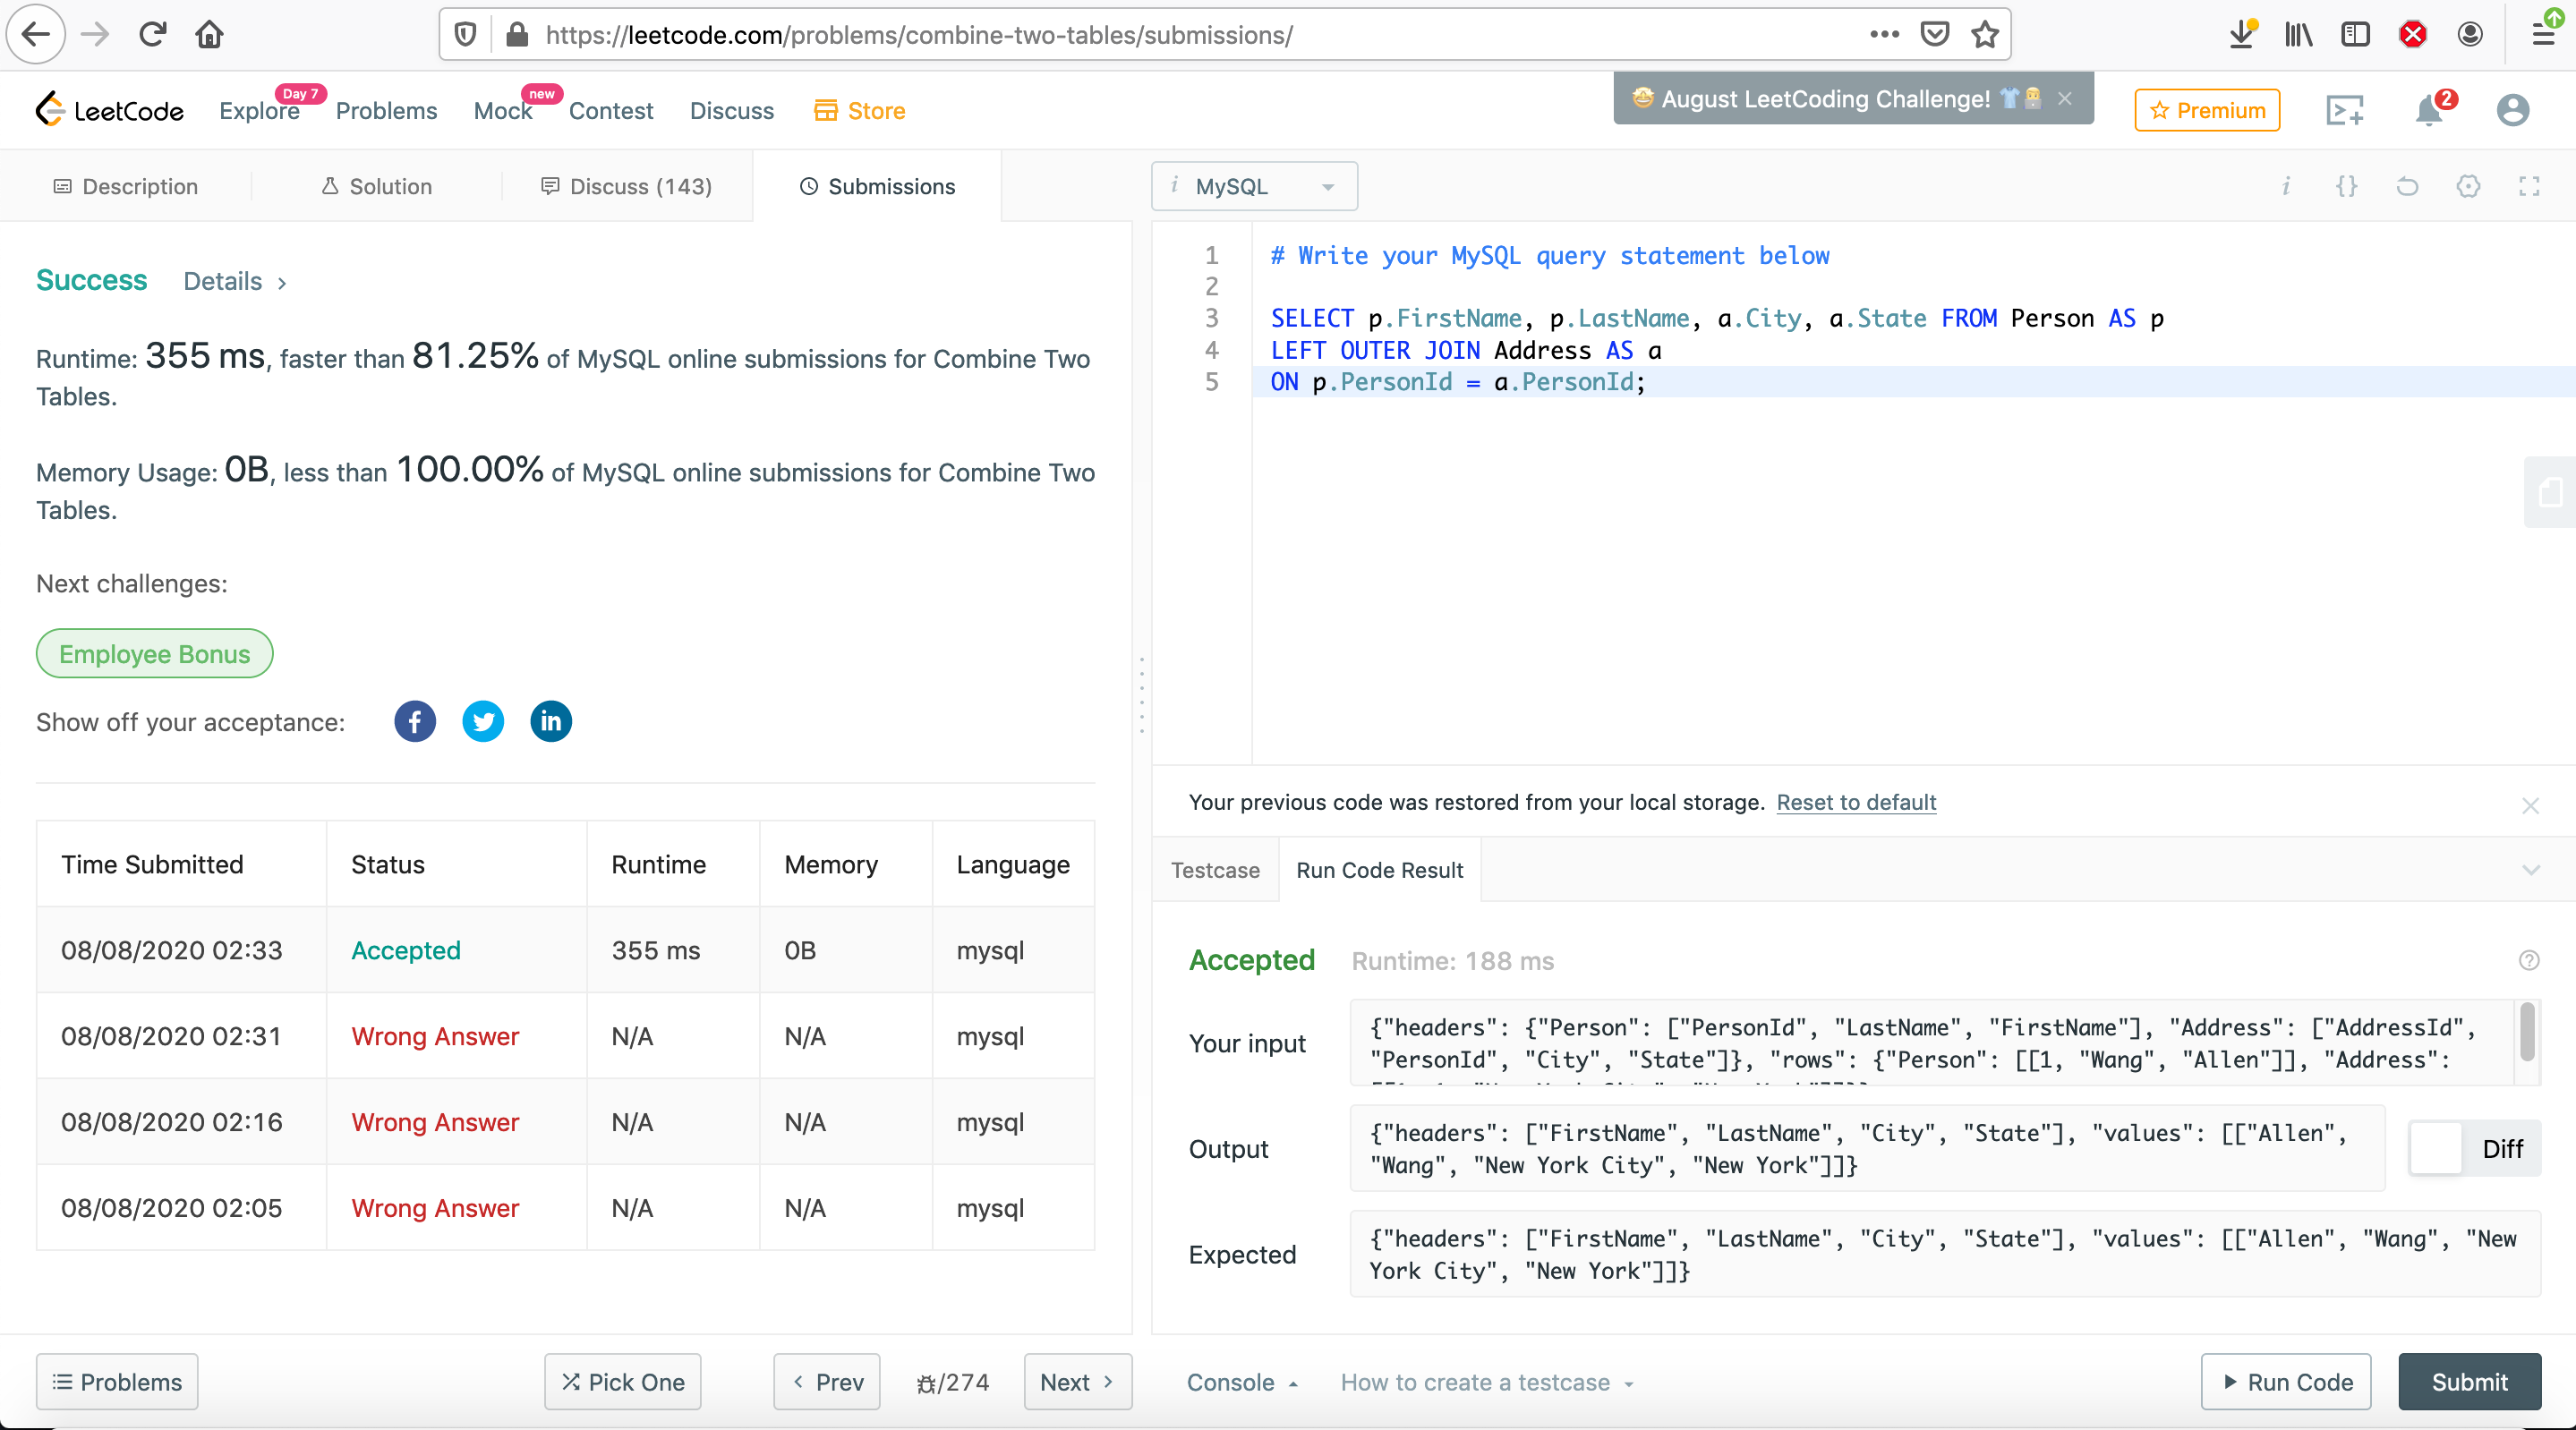 https://leetcode.com/problems/combine-two-tables/submissions/
LeetCode
Explore
Day 7
Problems
Mock
new
Contest
Discuss
Store
🤩 August LeetCoding Challenge!
Premium
2
Description
Solution
Discuss (143)
Submissions
i MySQL
Success
Details >
Runtime: 355 ms, faster than 81.25% of MySQL online submissions for Combine Two
Tables.
Memory Usage: 0B, less than 100.00% of MySQL online submissions for Combine Two
Tables.
Next challenges:
Employee Bonus
Show off your acceptance:
Time Submitted Status Runtime Memory Language
08/08/2020 02:33 Accepted 355 ms 0B mysql
08/08/2020 02:31 Wrong Answer N/A N/A mysql
08/08/2020 02:16 Wrong Answer N/A N/A mysql
08/08/2020 02:05 Wrong Answer N/A N/A mysql
1 # Write your MySQL query statement below
2
3 SELECT p.FirstName, p.LastName, a.City, a.State FROM Person AS p
4 LEFT OUTER JOIN Address AS a
5 ON p.PersonId = a.PersonId;
Your previous code was restored from your local storage. Reset to default
Testcase
Run Code Result
Accepted Runtime: 188 ms
Your input
{"headers": {"Person": ["PersonId", "LastName", "FirstName"], "Address": ["AddressId",
"PersonId", "City", "State"]}, "rows": {"Person": [[1, "Wang", "Allen"]], "Address":
Output
{"headers": ["FirstName", "LastName", "City", "State"], "values": [["Allen",
"Wang", "New York City", "New York"]]}
Diff
Expected
{"headers": ["FirstName", "LastName", "City", "State"], "values": [["Allen", "Wang", "New
York City", "New York"]]}
Problems
Pick One
< Prev
/274
Next >
Console
How to create a testcase
Run Code
Submit